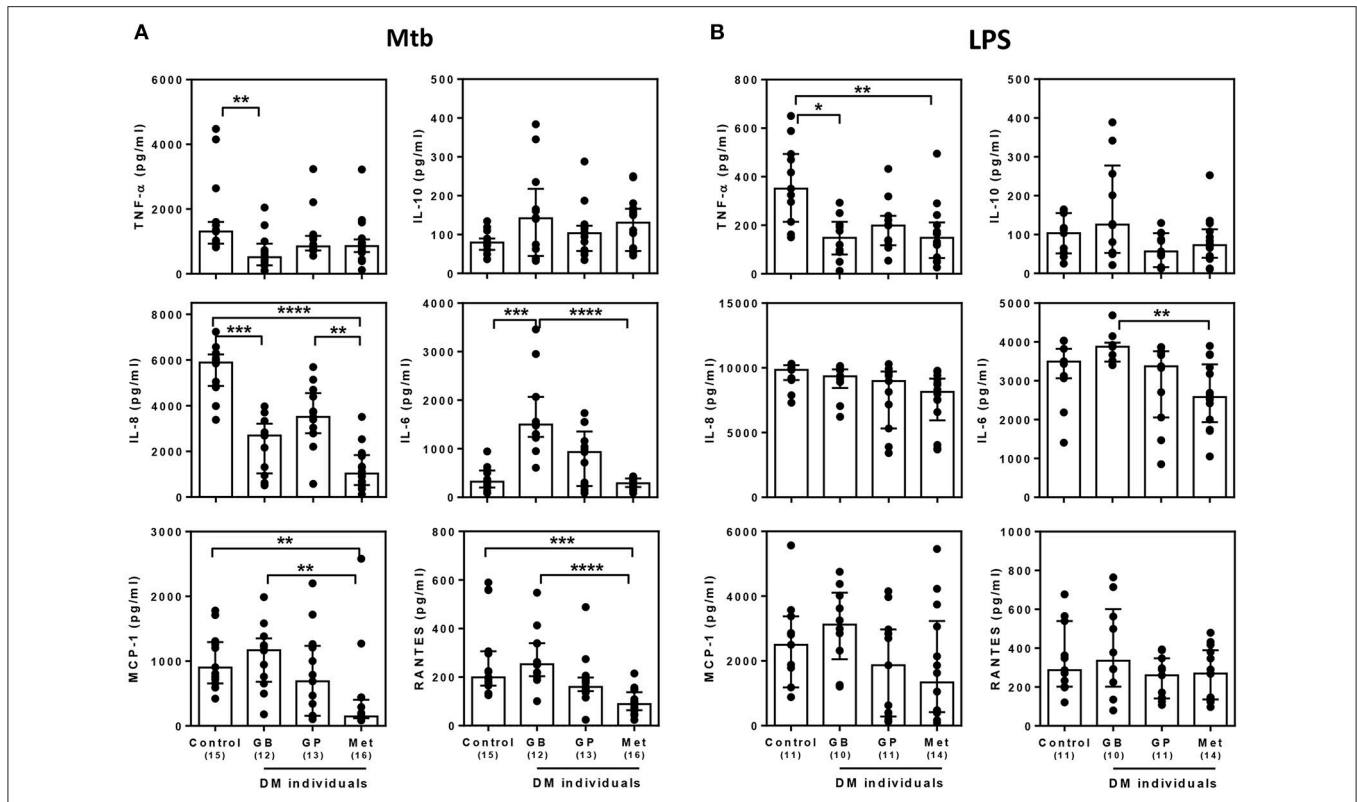 A
Mtb
B
LPS
TNF-α (pg/ml)
6000
4000
2000
0
**
IL-10 (pg/ml)
500
400
300
200
100
0
TNF-α (pg/ml)
800
600
400
200
0
**
*
IL-10 (pg/ml)
500
400
300
200
100
0
IL-8 (pg/ml)
8000
6000
4000
2000
0
****
***
**
IL-6 (pg/ml)
4000
3000
2000
1000
0
***
****
IL-8 (pg/ml)
15000
10000
5000
0
IL-6 (pg/ml)
5000
4000
3000
2000
1000
0
**
MCP-1 (pg/ml)
3000
2000
1000
0
**
**
RANTES (pg/ml)
800
600
400
200
0
***
****
MCP-1 (pg/ml)
6000
4000
2000
0
RANTES (pg/ml)
1000
800
600
400
200
0
Control GB GP Met
(15) (12) (13) (16)
DM individuals
Control GB GP Met
(15) (12) (13) (16)
DM individuals
Control GB GP Met
(11) (10) (11) (14)
DM individuals
Control GB GP Met
(11) (10) (11) (14)
DM individuals